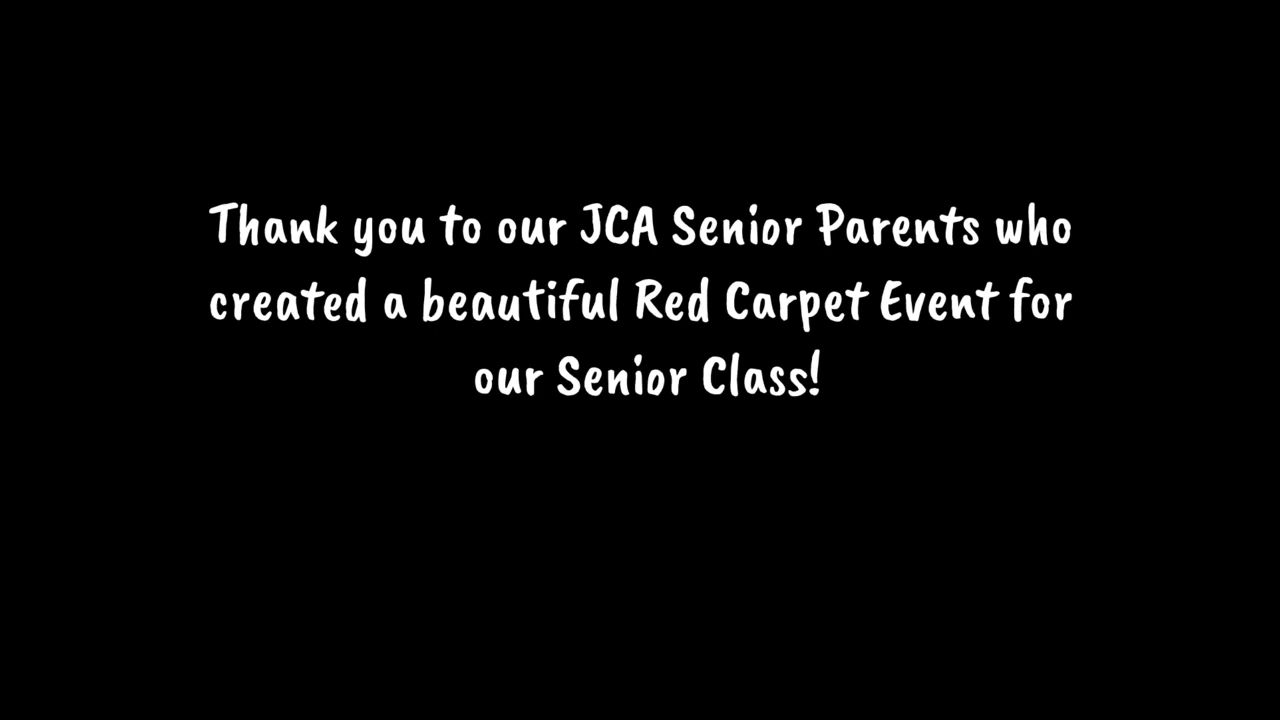 Thank you to our JCA Senior Parents who
created a beautiful Red Carpet Event for
our Senior Class!